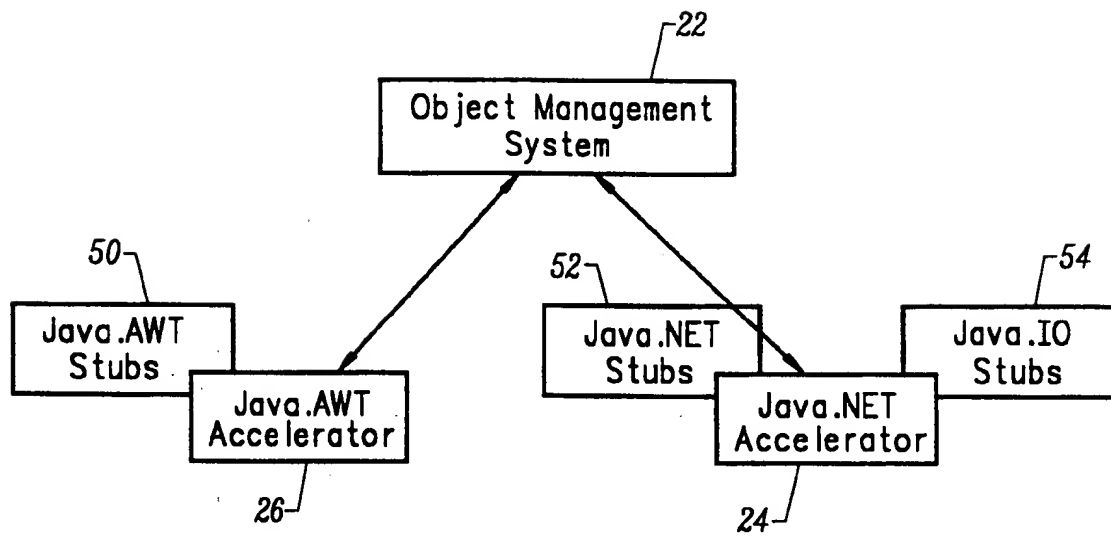 22
Object Management
System
50
52
54
Java.AWT
Stubs
Java.NET
Stubs
Java.IO
Stubs
Java.AWT
Accelerator
Java.NET
Accelerator
26
24